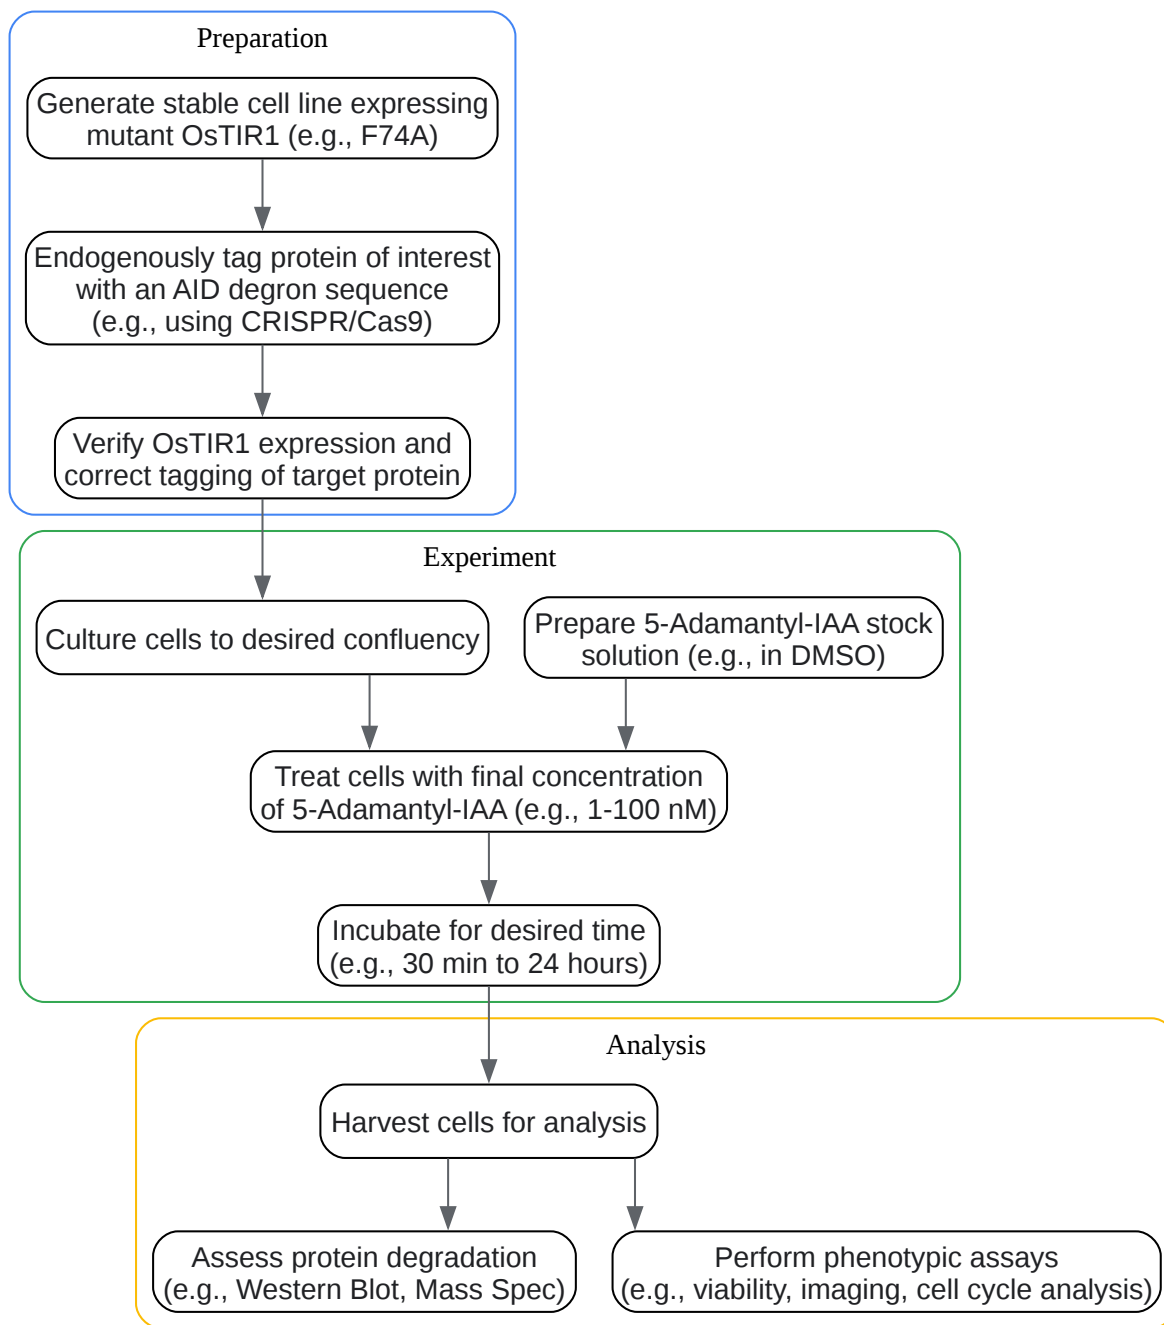 Preparation
Generate stable cell line expressing
mutant OsTIR1 (e.g., F74A)
Endogenously tag protein of interest
with an AID degron sequence
(e.g., using CRISPR/Cas9)
Verify OsTIR1 expression and
correct tagging of target protein
Experiment
Culture cells to desired confluency
Prepare 5-Adamantyl-IAA stock
solution (e.g., in DMSO)
Treat cells with final concentration
of 5-Adamantyl-IAA (e.g., 1-100 nM)
Incubate for desired time
(e.g., 30 min to 24 hours)
Analysis
Harvest cells for analysis
Assess protein degradation
(e.g., Western Blot, Mass Spec)
Perform phenotypic assays
(e.g., viability, imaging, cell cycle analysis)